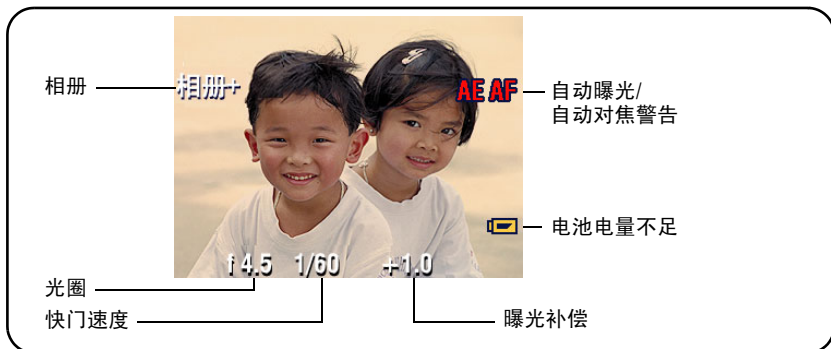 相册
相册+
AE AF
自动曝光/
自动对焦警告
电池电量不足
f 4.5 1/60 +1.0
光圈
快门速度
曝光补偿